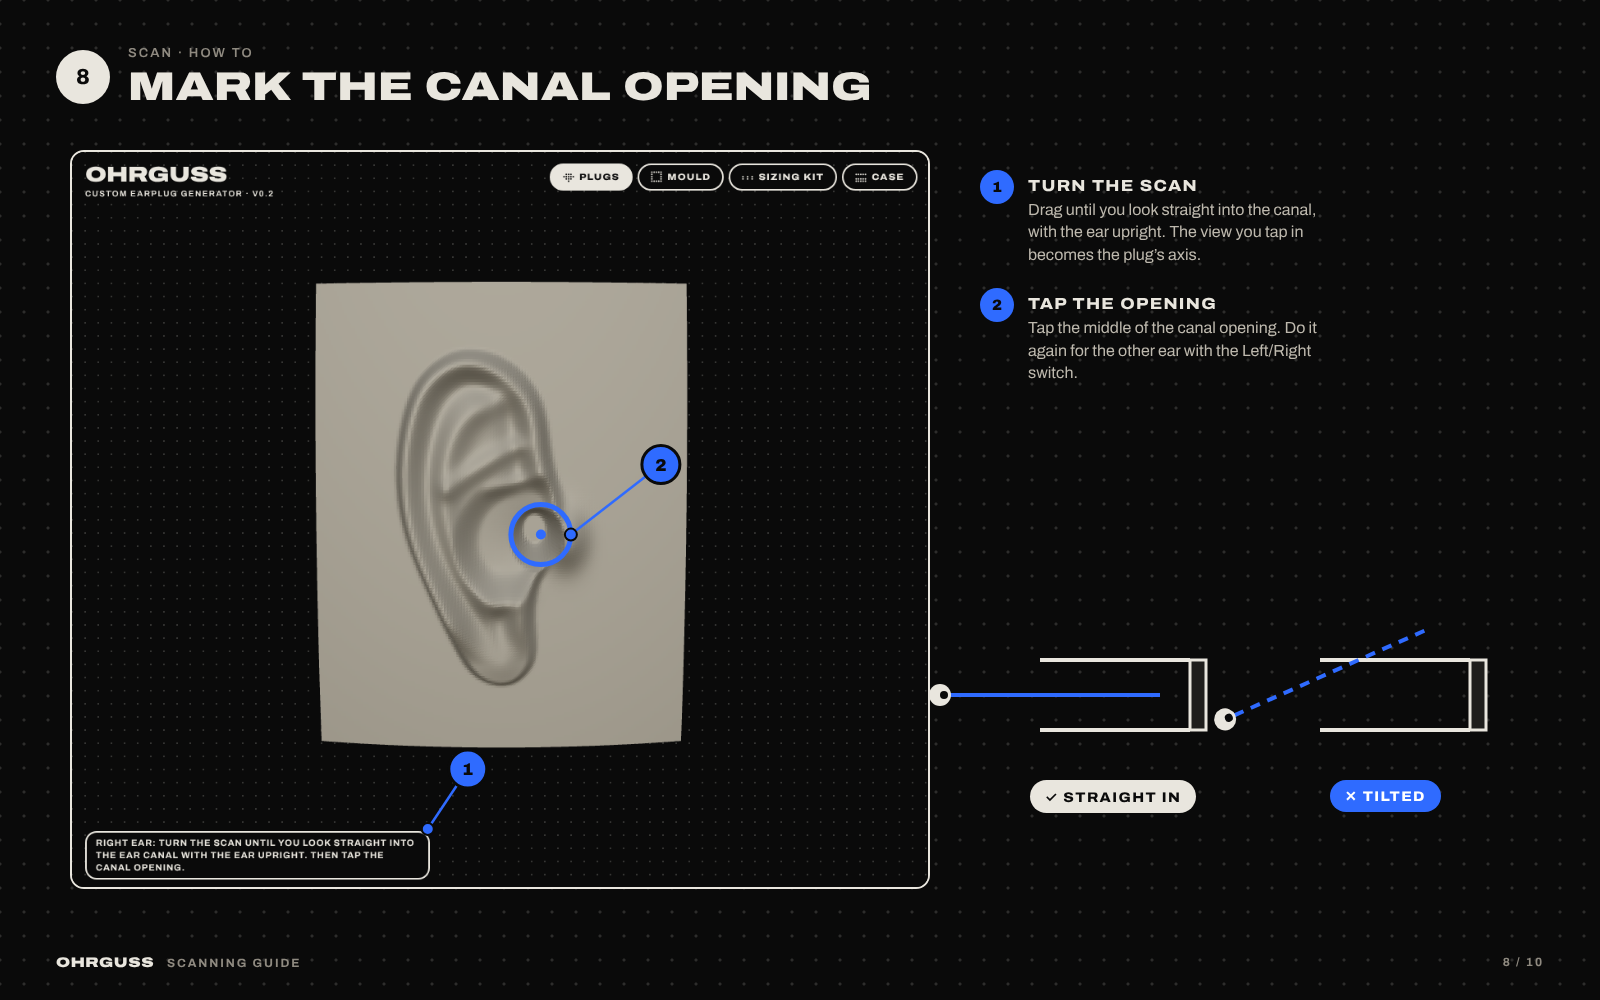 8
SCAN · HOW TO
MARK THE CANAL OPENING
OHRGUSS
CUSTOM EARPLUG GENERATOR · V0.2
PLUGS
MOULD
SIZING KIT
CASE
2
1
RIGHT EAR: TURN THE SCAN UNTIL YOU LOOK STRAIGHT INTO
THE EAR CANAL WITH THE EAR UPRIGHT. THEN TAP THE
CANAL OPENING.
1
TURN THE SCAN
Drag until you look straight into the canal,
with the ear upright. The view you tap in
becomes the plug’s axis.
2
TAP THE OPENING
Tap the middle of the canal opening. Do it
again for the other ear with the Left/Right
switch.
✓ STRAIGHT IN
✕ TILTED
OHRGUSS SCANNING GUIDE
8 / 10